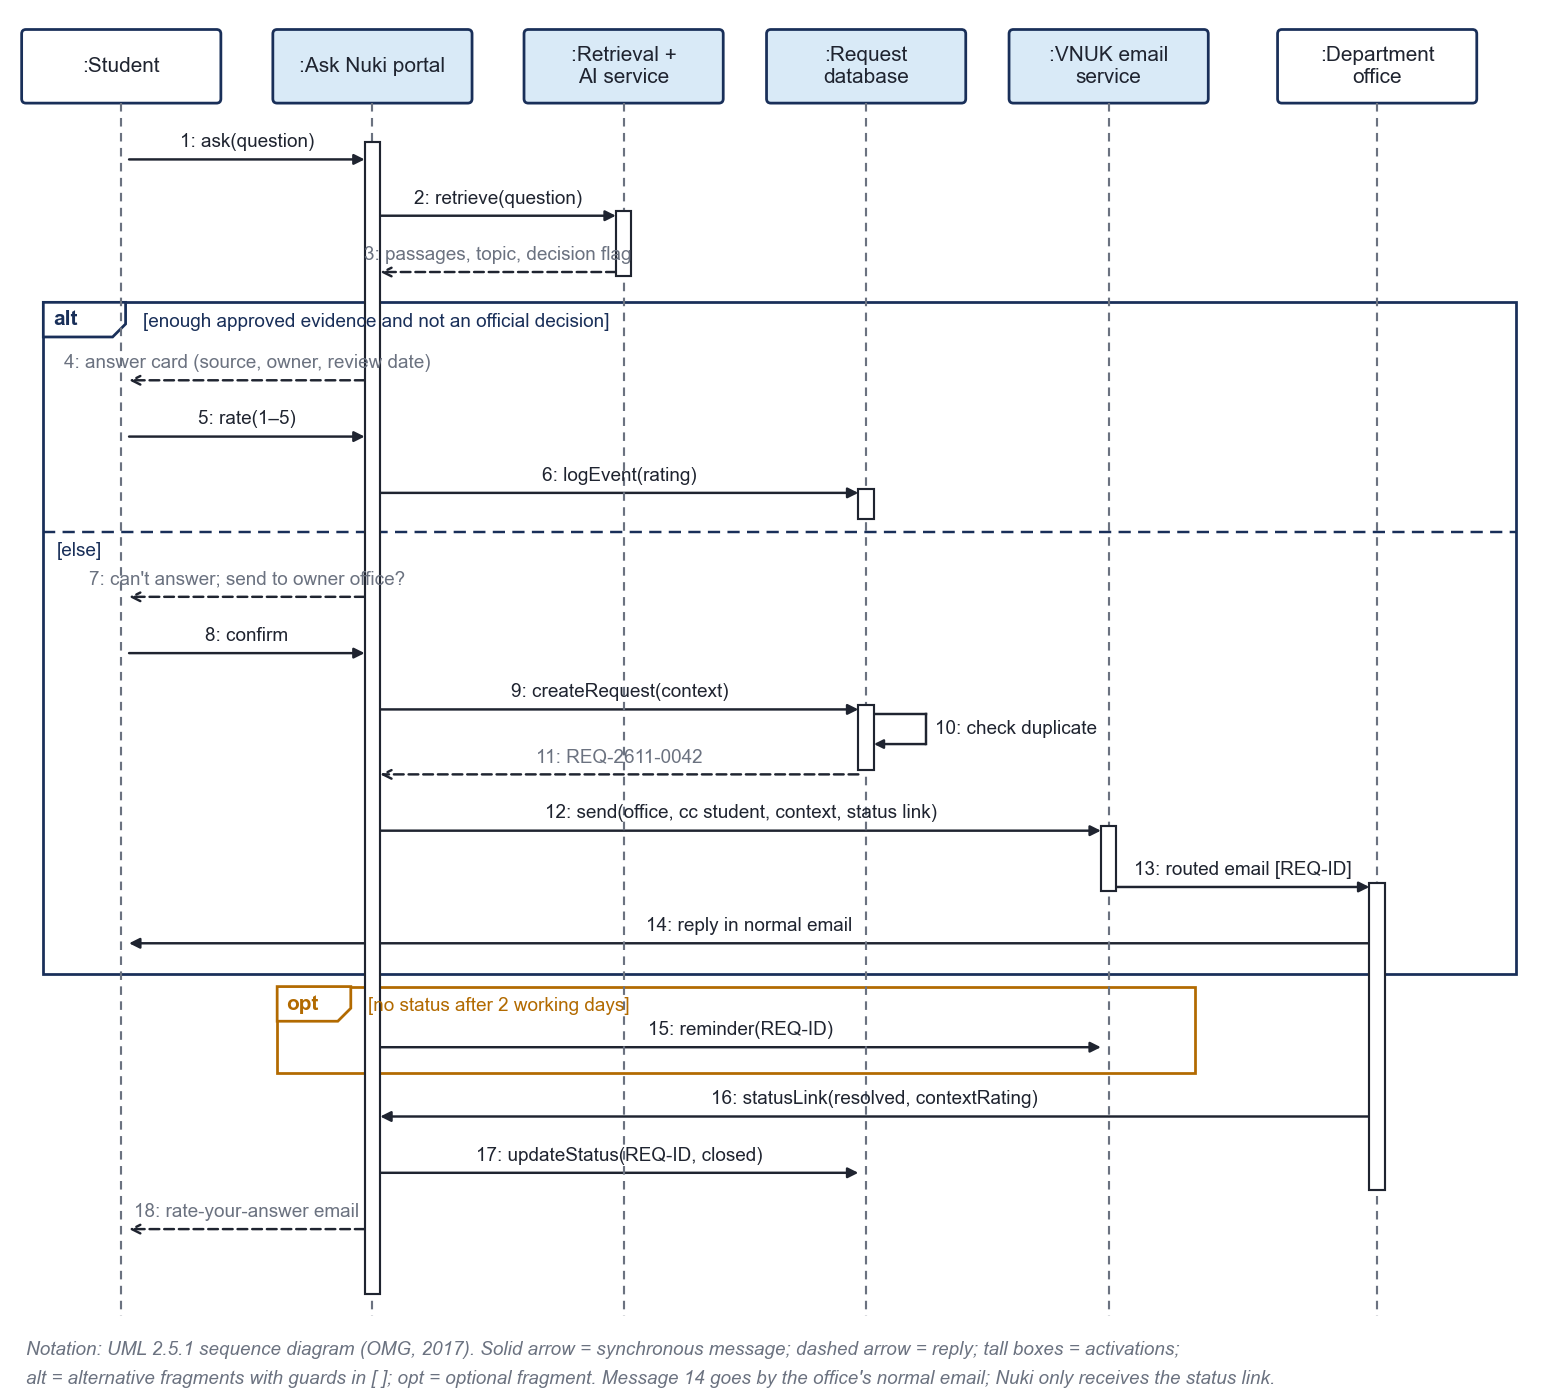 :Student
:Ask Nuki portal
:Retrieval +
AI service
:Request
database
:VNUK email
service
:Department
office
1: ask(question)
2: retrieve(question)
3: passages, topic, decision flag
alt
[enough approved evidence and not an official decision]
4: answer card (source, owner, review date)
5: rate(1–5)
6: logEvent(rating)
[else]
7: can't answer; send to owner office?
8: confirm
9: createRequest(context)
10: check duplicate
11: REQ-2611-0042
12: send(office, cc student, context, status link)
13: routed email [REQ-ID]
14: reply in normal email
opt
[no status after 2 working days]
15: reminder(REQ-ID)
16: statusLink(resolved, contextRating)
17: updateStatus(REQ-ID, closed)
18: rate-your-answer email
Notation: UML 2.5.1 sequence diagram (OMG, 2017). Solid arrow = synchronous message; dashed arrow = reply; tall boxes = activations;
alt = alternative fragments with guards in [ ]; opt = optional fragment. Message 14 goes by the office's normal email; Nuki only receives the status link.